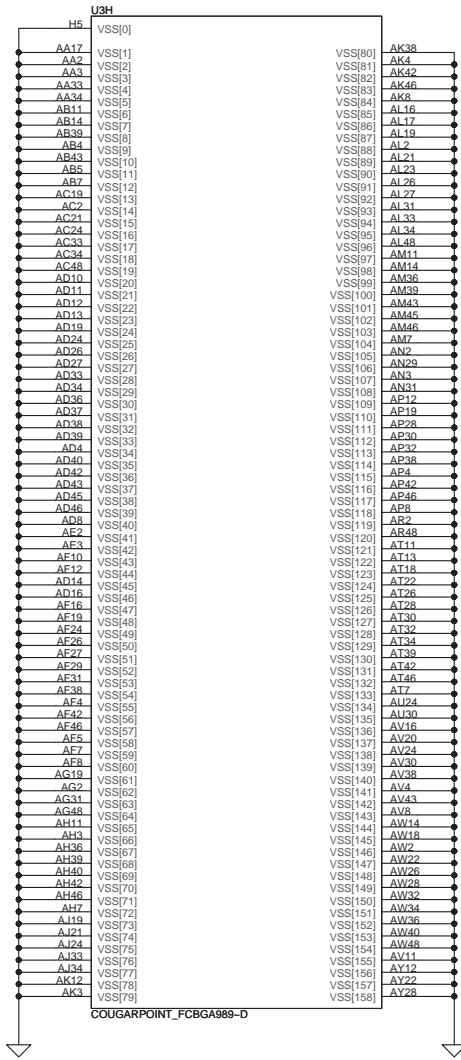 U3H
H5 VSS[0]
AA17 VSS[1] VSS[80] AK38
AA2 VSS[2] VSS[81] AK4
AA3 VSS[3] VSS[82] AK42
AA33 VSS[4] VSS[83] AK46
AA34 VSS[5] VSS[84] AK8
AB11 VSS[6] VSS[85] AL16
AB14 VSS[7] VSS[86] AL17
AB39 VSS[8] VSS[87] AL19
AB4 VSS[9] VSS[88] AL2
AB43 VSS[10] VSS[89] AL21
AB5 VSS[11] VSS[90] AL23
AB7 VSS[12] VSS[91] AL26
AC19 VSS[13] VSS[92] AL27
AC2 VSS[14] VSS[93] AL31
AC21 VSS[15] VSS[94] AL33
AC24 VSS[16] VSS[95] AL34
AC33 VSS[17] VSS[96] AL48
AC34 VSS[18] VSS[97] AM11
AC48 VSS[19] VSS[98] AM14
AD10 VSS[20] VSS[99] AM36
AD11 VSS[21] VSS[100] AM39
AD12 VSS[22] VSS[101] AM43
AD13 VSS[23] VSS[102] AM45
AD19 VSS[24] VSS[103] AM46
AD24 VSS[25] VSS[104] AM7
AD26 VSS[26] VSS[105] AN2
AD27 VSS[27] VSS[106] AN29
AD33 VSS[28] VSS[107] AN3
AD34 VSS[29] VSS[108] AN31
AD36 VSS[30] VSS[109] AP12
AD37 VSS[31] VSS[110] AP19
AD38 VSS[32] VSS[111] AP28
AD39 VSS[33] VSS[112] AP30
AD4 VSS[34] VSS[113] AP32
AD40 VSS[35] VSS[114] AP38
AD42 VSS[36] VSS[115] AP4
AD43 VSS[37] VSS[116] AP42
AD45 VSS[38] VSS[117] AP46
AD46 VSS[39] VSS[118] AP8
AD8 VSS[40] VSS[119] AR2
AE2 VSS[41] VSS[120] AR48
AE3 VSS[42] VSS[121] AT11
AF10 VSS[43] VSS[122] AT13
AF12 VSS[44] VSS[123] AT18
AD14 VSS[45] VSS[124] AT22
AD16 VSS[46] VSS[125] AT26
AF16 VSS[47] VSS[126] AT28
AF19 VSS[48] VSS[127] AT30
AF24 VSS[49] VSS[128] AT32
AF26 VSS[50] VSS[129] AT34
AF27 VSS[51] VSS[130] AT39
AF29 VSS[52] VSS[131] AT42
AF31 VSS[53] VSS[132] AT46
AF38 VSS[54] VSS[133] AT7
AF4 VSS[55] VSS[134] AU24
AF42 VSS[56] VSS[135] AU30
AF46 VSS[57] VSS[136] AV16
AF5 VSS[58] VSS[137] AV20
AF7 VSS[59] VSS[138] AV24
AF8 VSS[60] VSS[139] AV30
AG19 VSS[61] VSS[140] AV38
AG2 VSS[62] VSS[141] AV4
AG31 VSS[63] VSS[142] AV43
AG48 VSS[64] VSS[143] AV8
AH11 VSS[65] VSS[144] AW14
AH3 VSS[66] VSS[145] AW18
AH36 VSS[67] VSS[146] AW2
AH39 VSS[68] VSS[147] AW22
AH40 VSS[69] VSS[148] AW26
AH42 VSS[70] VSS[149] AW28
AH46 VSS[71] VSS[150] AW32
AH7 VSS[72] VSS[151] AW34
AJ19 VSS[73] VSS[152] AW36
AJ21 VSS[74] VSS[153] AW40
AJ24 VSS[75] VSS[154] AW48
AJ33 VSS[76] VSS[155] AV11
AJ34 VSS[77] VSS[156] AY12
AK12 VSS[78] VSS[157] AY22
AK3 VSS[79] VSS[158] AY28
COUGARPOINT_FCBGA989~D